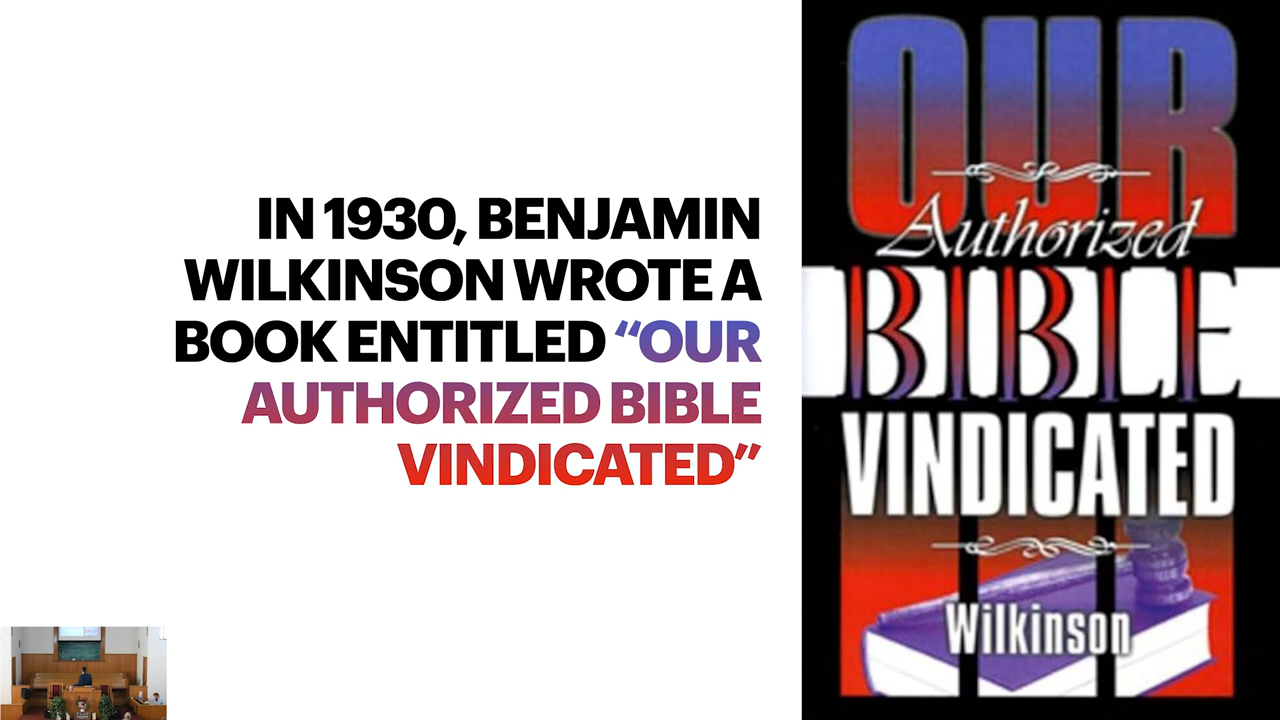 IN 1930, BENJAMIN
WILKINSON WROTE A
BOOK ENTITLED “OUR
AUTHORIZED BIBLE
VINDICATED”
OUR
Authorized
BIBLE
VINDICATED
Wilkinson